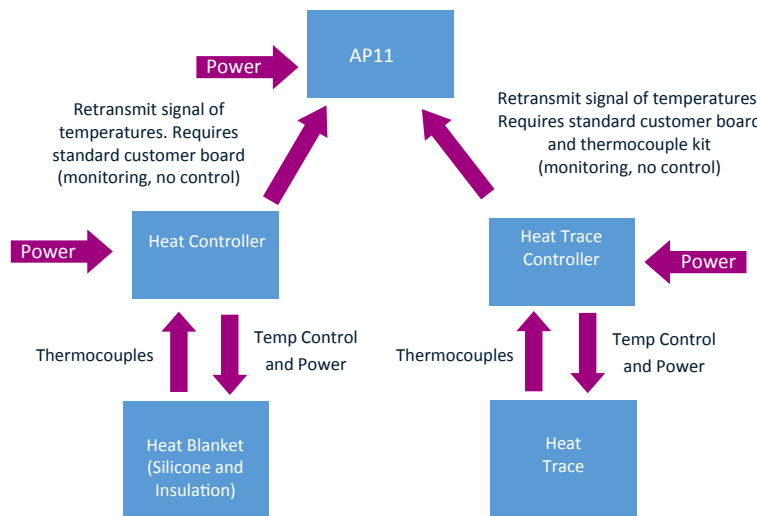 AP11
Power
Retransmit signal of
temperatures. Requires
standard customer board
(monitoring, no control)
Retransmit signal of temperatures
Requires standard customer board
and thermocouple kit
(monitoring, no control)
Power
Heat Controller
Heat Trace
Controller
Power
Thermocouples
Temp Control
and Power
Thermocouples
Temp Control
and Power
Heat Blanket
(Silicone and
Insulation)
Heat
Trace